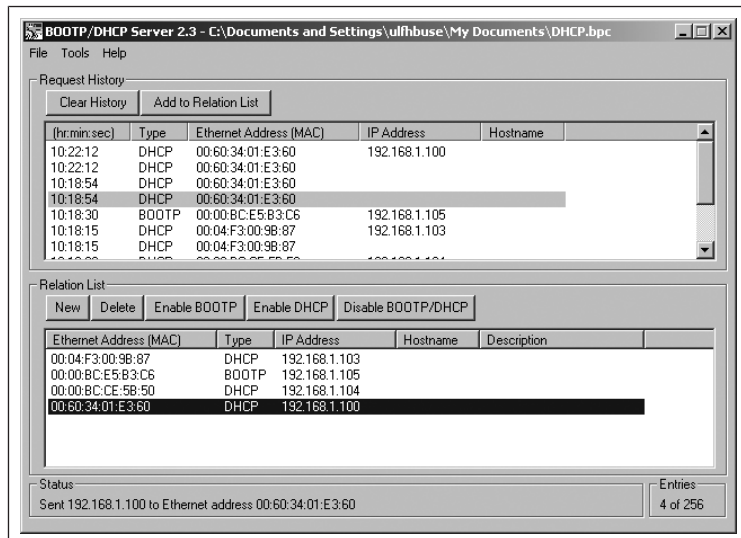 BOOTP/DHCP Server 2.3 - C:\Documents and Settings\ulfhbuse\My Documents\DHCP.bpc
File Tools Help
Request History
Clear History Add to Relation List
(hr:min:sec) Type Ethernet Address (MAC) IP Address Hostname
10:22:12 DHCP 00:60:34:01:E3:60 192.168.1.100
10:22:12 DHCP 00:60:34:01:E3:60
10:18:54 DHCP 00:60:34:01:E3:60
10:18:54 DHCP 00:60:34:01:E3:60
10:18:30 BOOTP 00:00:BC:E5:B3:C6 192.168.1.105
10:18:15 DHCP 00:04:F3:00:9B:87 192.168.1.103
10:18:15 DHCP 00:04:F3:00:9B:87
Relation List
New Delete Enable BOOTP Enable DHCP Disable BOOTP/DHCP
Ethernet Address (MAC) Type IP Address Hostname Description
00:04:F3:00:9B:87 DHCP 192.168.1.103
00:00:BC:E5:B3:C6 BOOTP 192.168.1.105
00:00:BC:CE:5B:50 DHCP 192.168.1.104
00:60:34:01:E3:60 DHCP 192.168.1.100
Status
Sent 192.168.1.100 to Ethernet address 00:60:34:01:E3:60
Entries
4 of 256